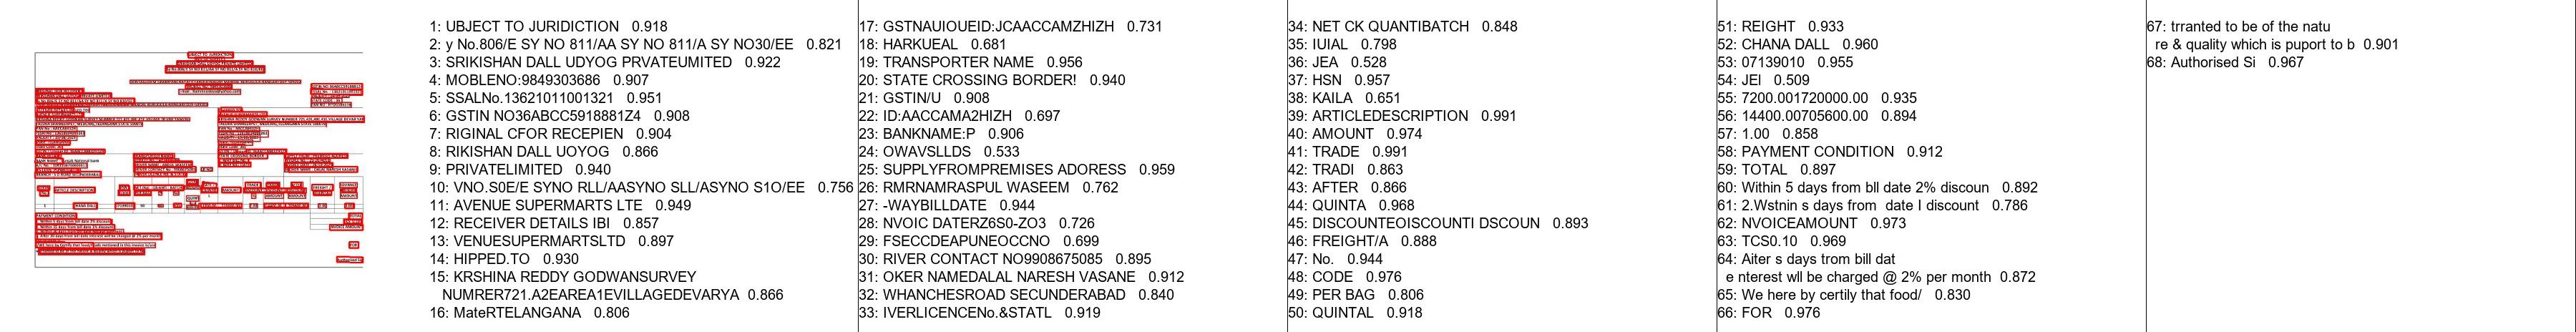 1: UBJECT TO JURIDICTION 0.918
2: y No.806/E SY NO 811/AA SY NO 811/A SY NO30/EE 0.821
3: SRIKISHAN DALL UDYOG PRVATEUMITED 0.922
4: MOBLENO:9849303686 0.907
5: SSALNo.13621011001321 0.951
6: GSTIN NO36ABCC5918881Z4 0.908
7: RIGINAL CFOR RECEPIEN 0.904
8: RIKISHAN DALL UOYOG 0.866
9: PRIVATELIMITED 0.940
10: VNO.S0E/E SYNO RLL/AASYNO SLL/ASYNO S1O/EE 0.756
11: AVENUE SUPERMARTS LTE 0.949
12: RECEIVER DETAILS IBI 0.857
13: VENUESUPERMARTSLTD 0.897
14: HIPPED.TO 0.930
15: KRSHINA REDDY GODWANSURVEY
NUMRER721.A2EAREA1EVILLAGEDEVARYA 0.866
16: MateRTELANGANA 0.806
17: GSTNAUIOUEID:JCAACCAMZHIZH 0.731
18: HARKUEAL 0.681
19: TRANSPORTER NAME 0.956
20: STATE CROSSING BORDER! 0.940
21: GSTIN/U 0.908
22: ID:AACCAMA2HIZH 0.697
23: BANKNAME:P 0.906
24: OWAVSLLDS 0.533
25: SUPPLYFROMPREMISES ADORESS 0.959
26: RMRNAMRASPUL WASEEM 0.762
27: -WAYBILLDATE 0.944
28: NVOIC DATERZ6S0-ZO3 0.726
29: FSECCDEAPUNEOCCNO 0.699
30: RIVER CONTACT NO9908675085 0.895
31: OKER NAMEDALAL NARESH VASANE 0.912
32: WHANCHESROAD SECUNDERABAD 0.840
33: IVERLICENCENo.&STATL 0.919
34: NET CK QUANTIBATCH 0.848
35: IUIAL 0.798
36: JEA 0.528
37: HSN 0.957
38: KAILA 0.651
39: ARTICLEDESCRIPTION 0.991
40: AMOUNT 0.974
41: TRADE 0.991
42: TRADI 0.863
43: AFTER 0.866
44: QUINTA 0.968
45: DISCOUNTEOISCOUNTI DSCOUN 0.893
46: FREIGHT/A 0.888
47: No. 0.944
48: CODE 0.976
49: PER BAG 0.806
50: QUINTAL 0.918
51: REIGHT 0.933
52: CHANA DALL 0.960
53: 07139010 0.955
54: JEI 0.509
55: 7200.001720000.00 0.935
56: 14400.00705600.00 0.894
57: 1.00 0.858
58: PAYMENT CONDITION 0.912
59: TOTAL 0.897
60: Within 5 days from bll date 2% discoun 0.892
61: 2.Wstnin s days from date I discount 0.786
62: NVOICEAMOUNT 0.973
63: TCS0.10 0.969
64: Aiter s days trom bill dat
e nterest wll be charged @ 2% per month 0.872
65: We here by certily that food/ 0.830
66: FOR 0.976
67: trranted to be of the natu
re & quality which is puport to b 0.901
68: Authorised Si 0.967